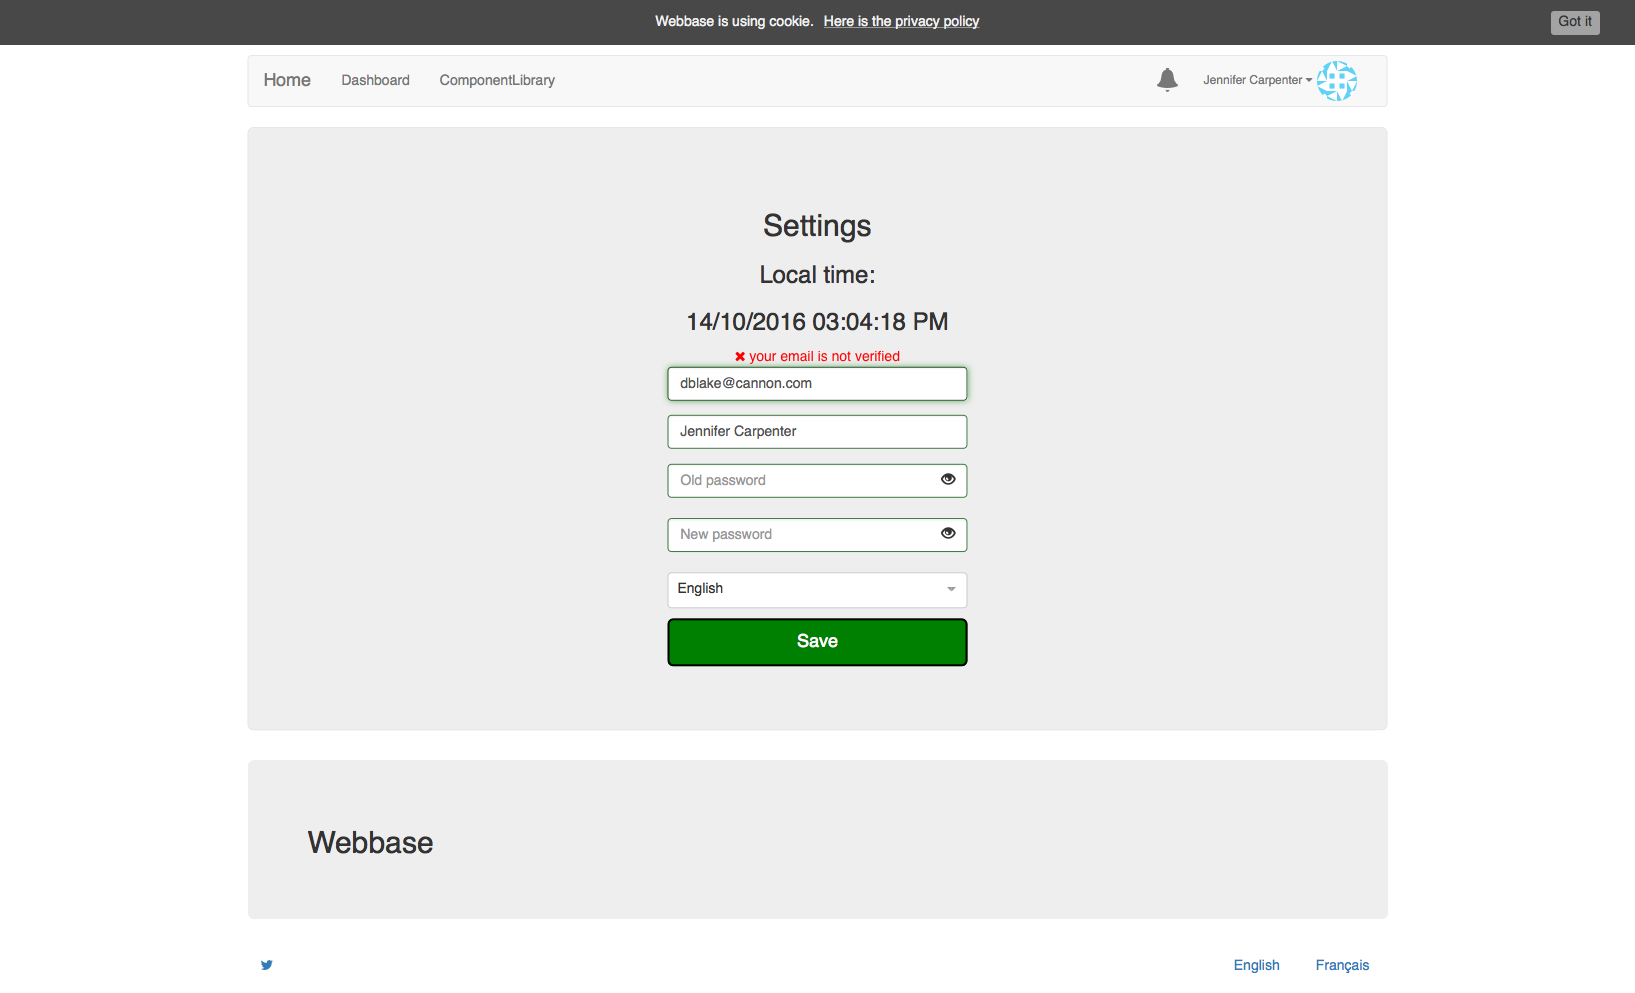 Webbase is using cookie. Here is the privacy policy
Got it
Home
Dashboard
ComponentLibrary
Jennifer Carpenter
Settings
Local time:
14/10/2016 03:04:18 PM
your email is not verified
dblake@cannon.com
Jennifer Carpenter
Old password
New password
English
Save
Webbase
English
Français